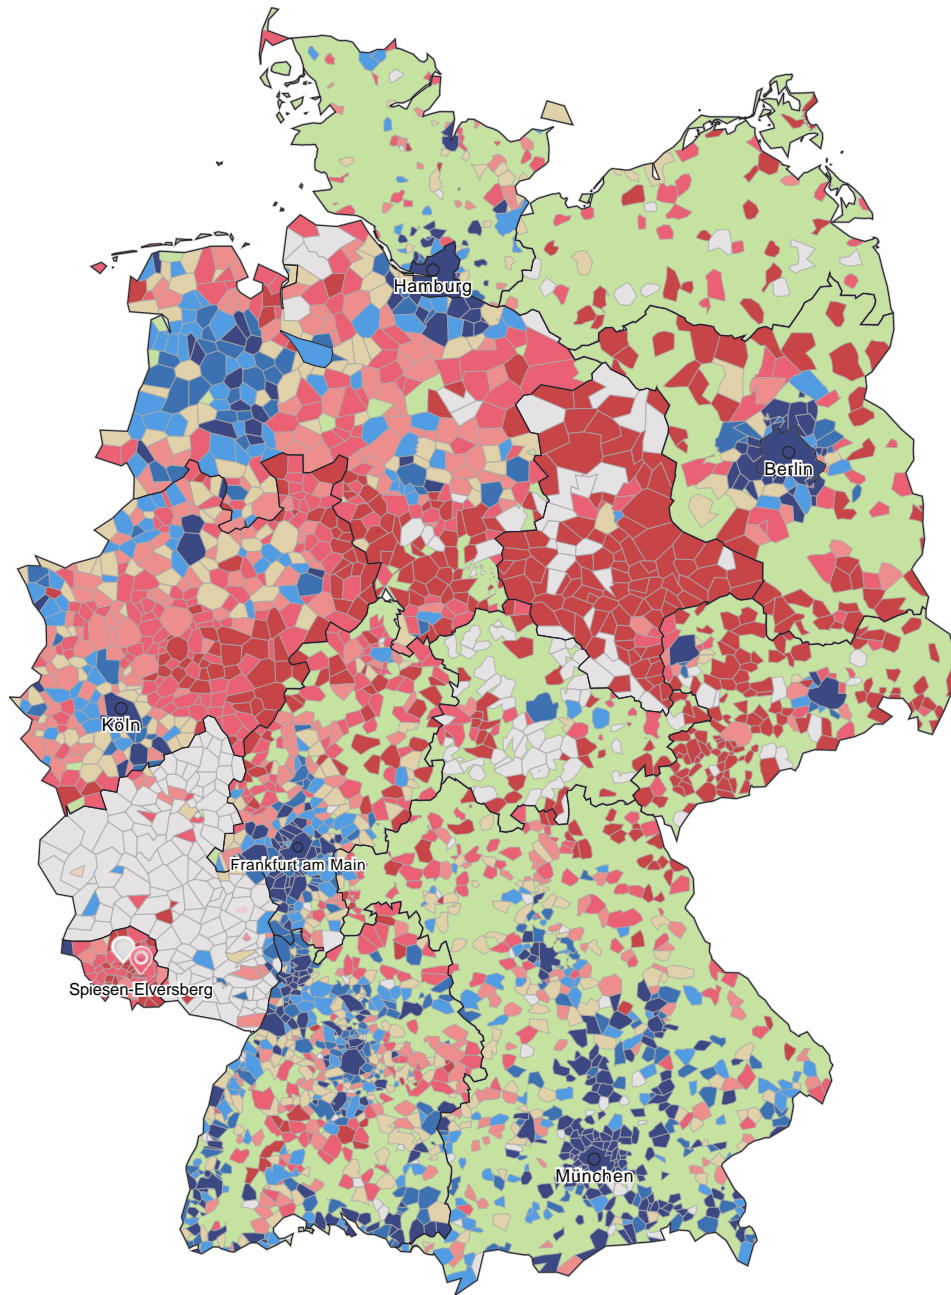 Hamburg
Berlin
Köln
Frankfurt am Main
Spiesen-Elversberg
München